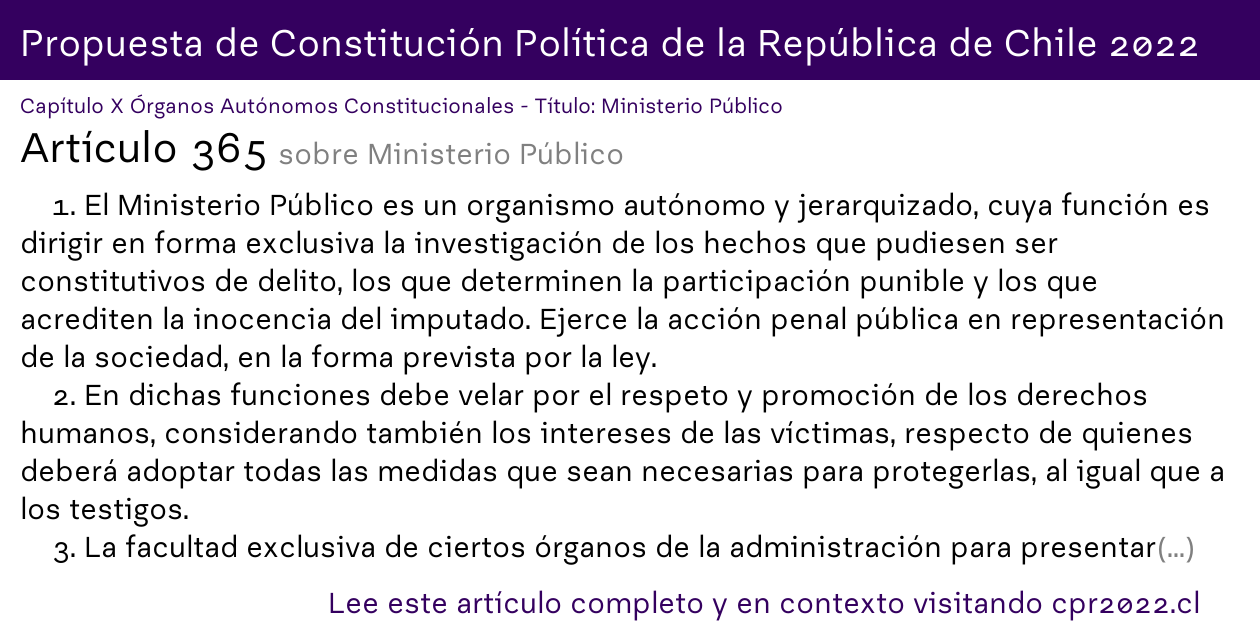 Propuesta de Constitución Política de la República de Chile 2022
Capítulo X Órganos Autónomos Constitucionales - Título: Ministerio Público
Artículo 365 sobre Ministerio Público
1. El Ministerio Público es un organismo autónomo y jerarquizado, cuya función es
dirigir en forma exclusiva la investigación de los hechos que pudiesen ser
constitutivos de delito, los que determinen la participación punible y los que
acrediten la inocencia del imputado. Ejerce la acción penal pública en representación
de la sociedad, en la forma prevista por la ley.
2. En dichas funciones debe velar por el respeto y promoción de los derechos
humanos, considerando también los intereses de las víctimas, respecto de quienes
deberá adoptar todas las medidas que sean necesarias para protegerlas, al igual que a
los testigos.
3. La facultad exclusiva de ciertos órganos de la administración para presentar(...)
Lee este artículo completo y en contexto visitando cpr2022.cl